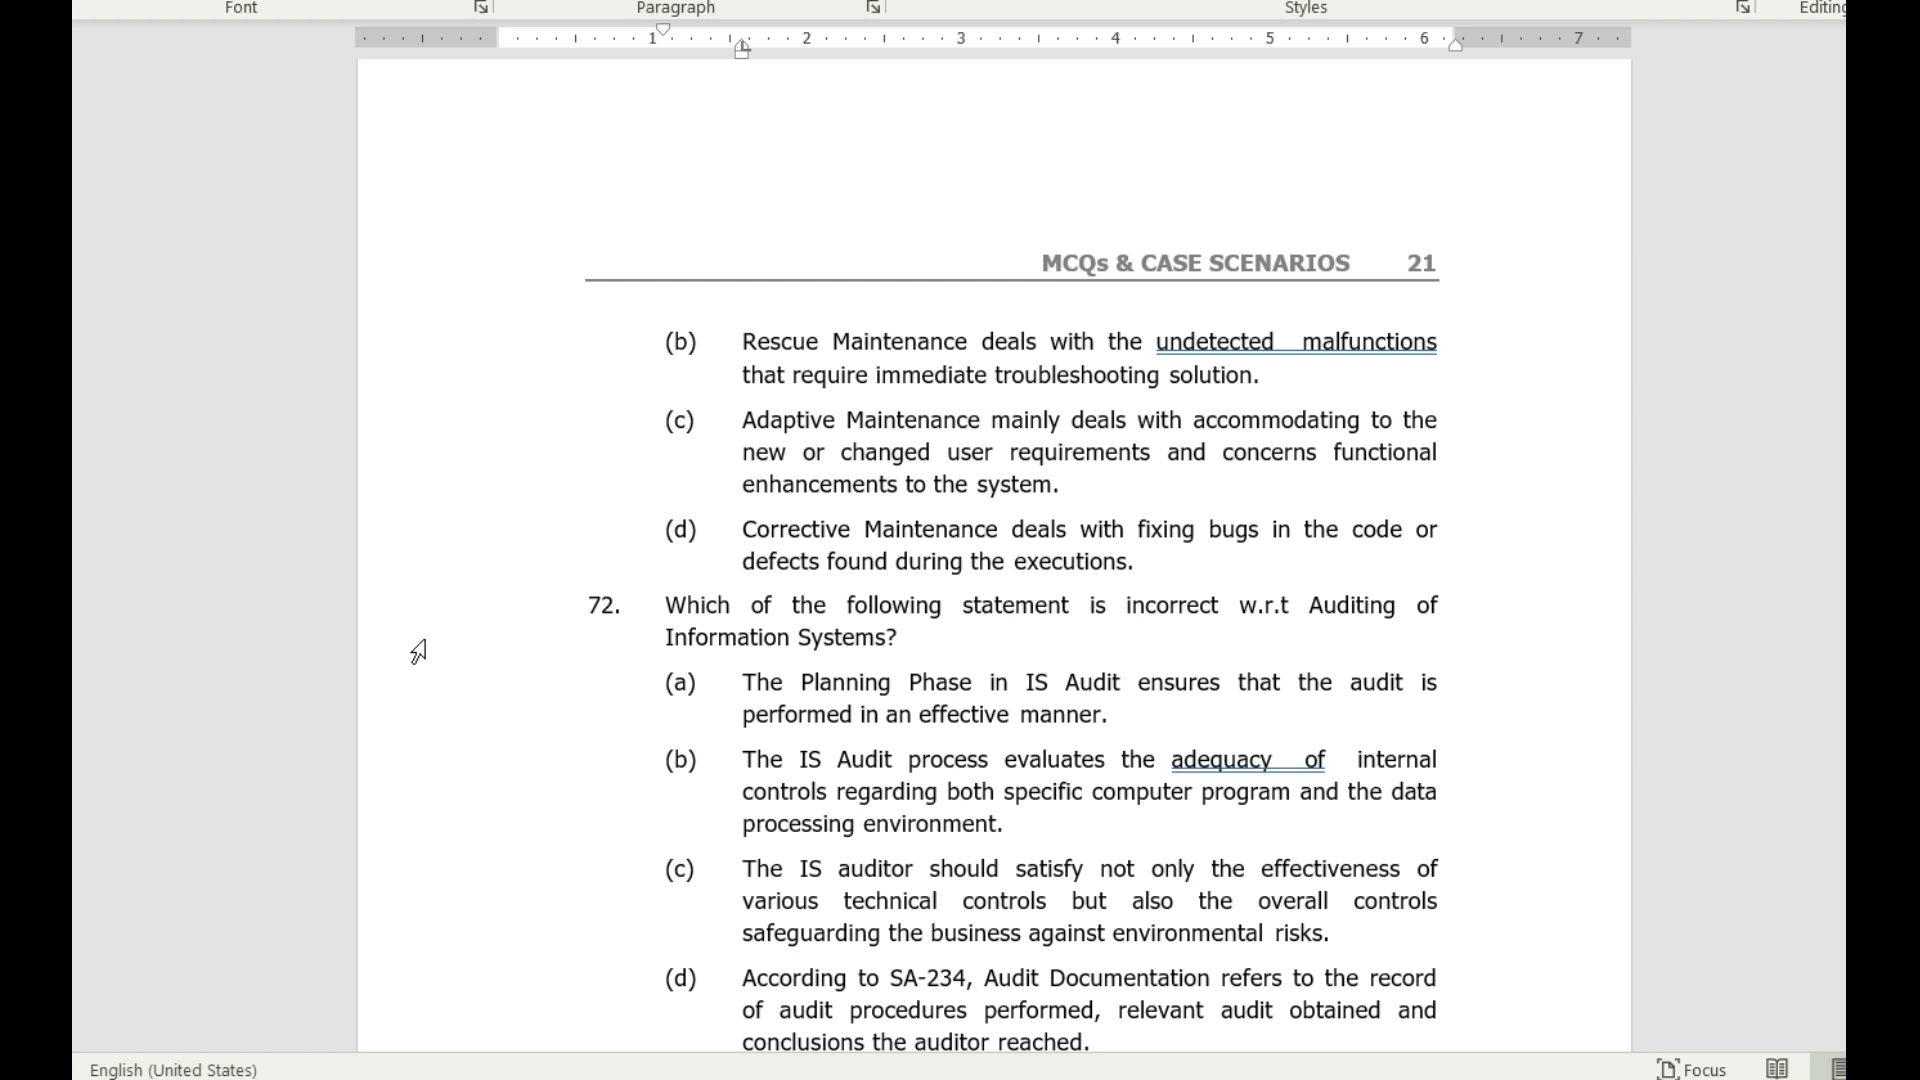 Font Paragraph Styles Editing
1 2 3 4 5 6 7
MCQs & CASE SCENARIOS 21
(b) Rescue Maintenance deals with the undetected malfunctions
that require immediate troubleshooting solution.
(c) Adaptive Maintenance mainly deals with accommodating to the
new or changed user requirements and concerns functional
enhancements to the system.
(d) Corrective Maintenance deals with fixing bugs in the code or
defects found during the executions.
72. Which of the following statement is incorrect w.r.t Auditing of
Information Systems?
(a) The Planning Phase in IS Audit ensures that the audit is
performed in an effective manner.
(b) The IS Audit process evaluates the adequacy of internal
controls regarding both specific computer program and the data
processing environment.
(c) The IS auditor should satisfy not only the effectiveness of
various technical controls but also the overall controls
safeguarding the business against environmental risks.
(d) According to SA-234, Audit Documentation refers to the record
of audit procedures performed, relevant audit obtained and
conclusions the auditor reached.
English (United States) Focus